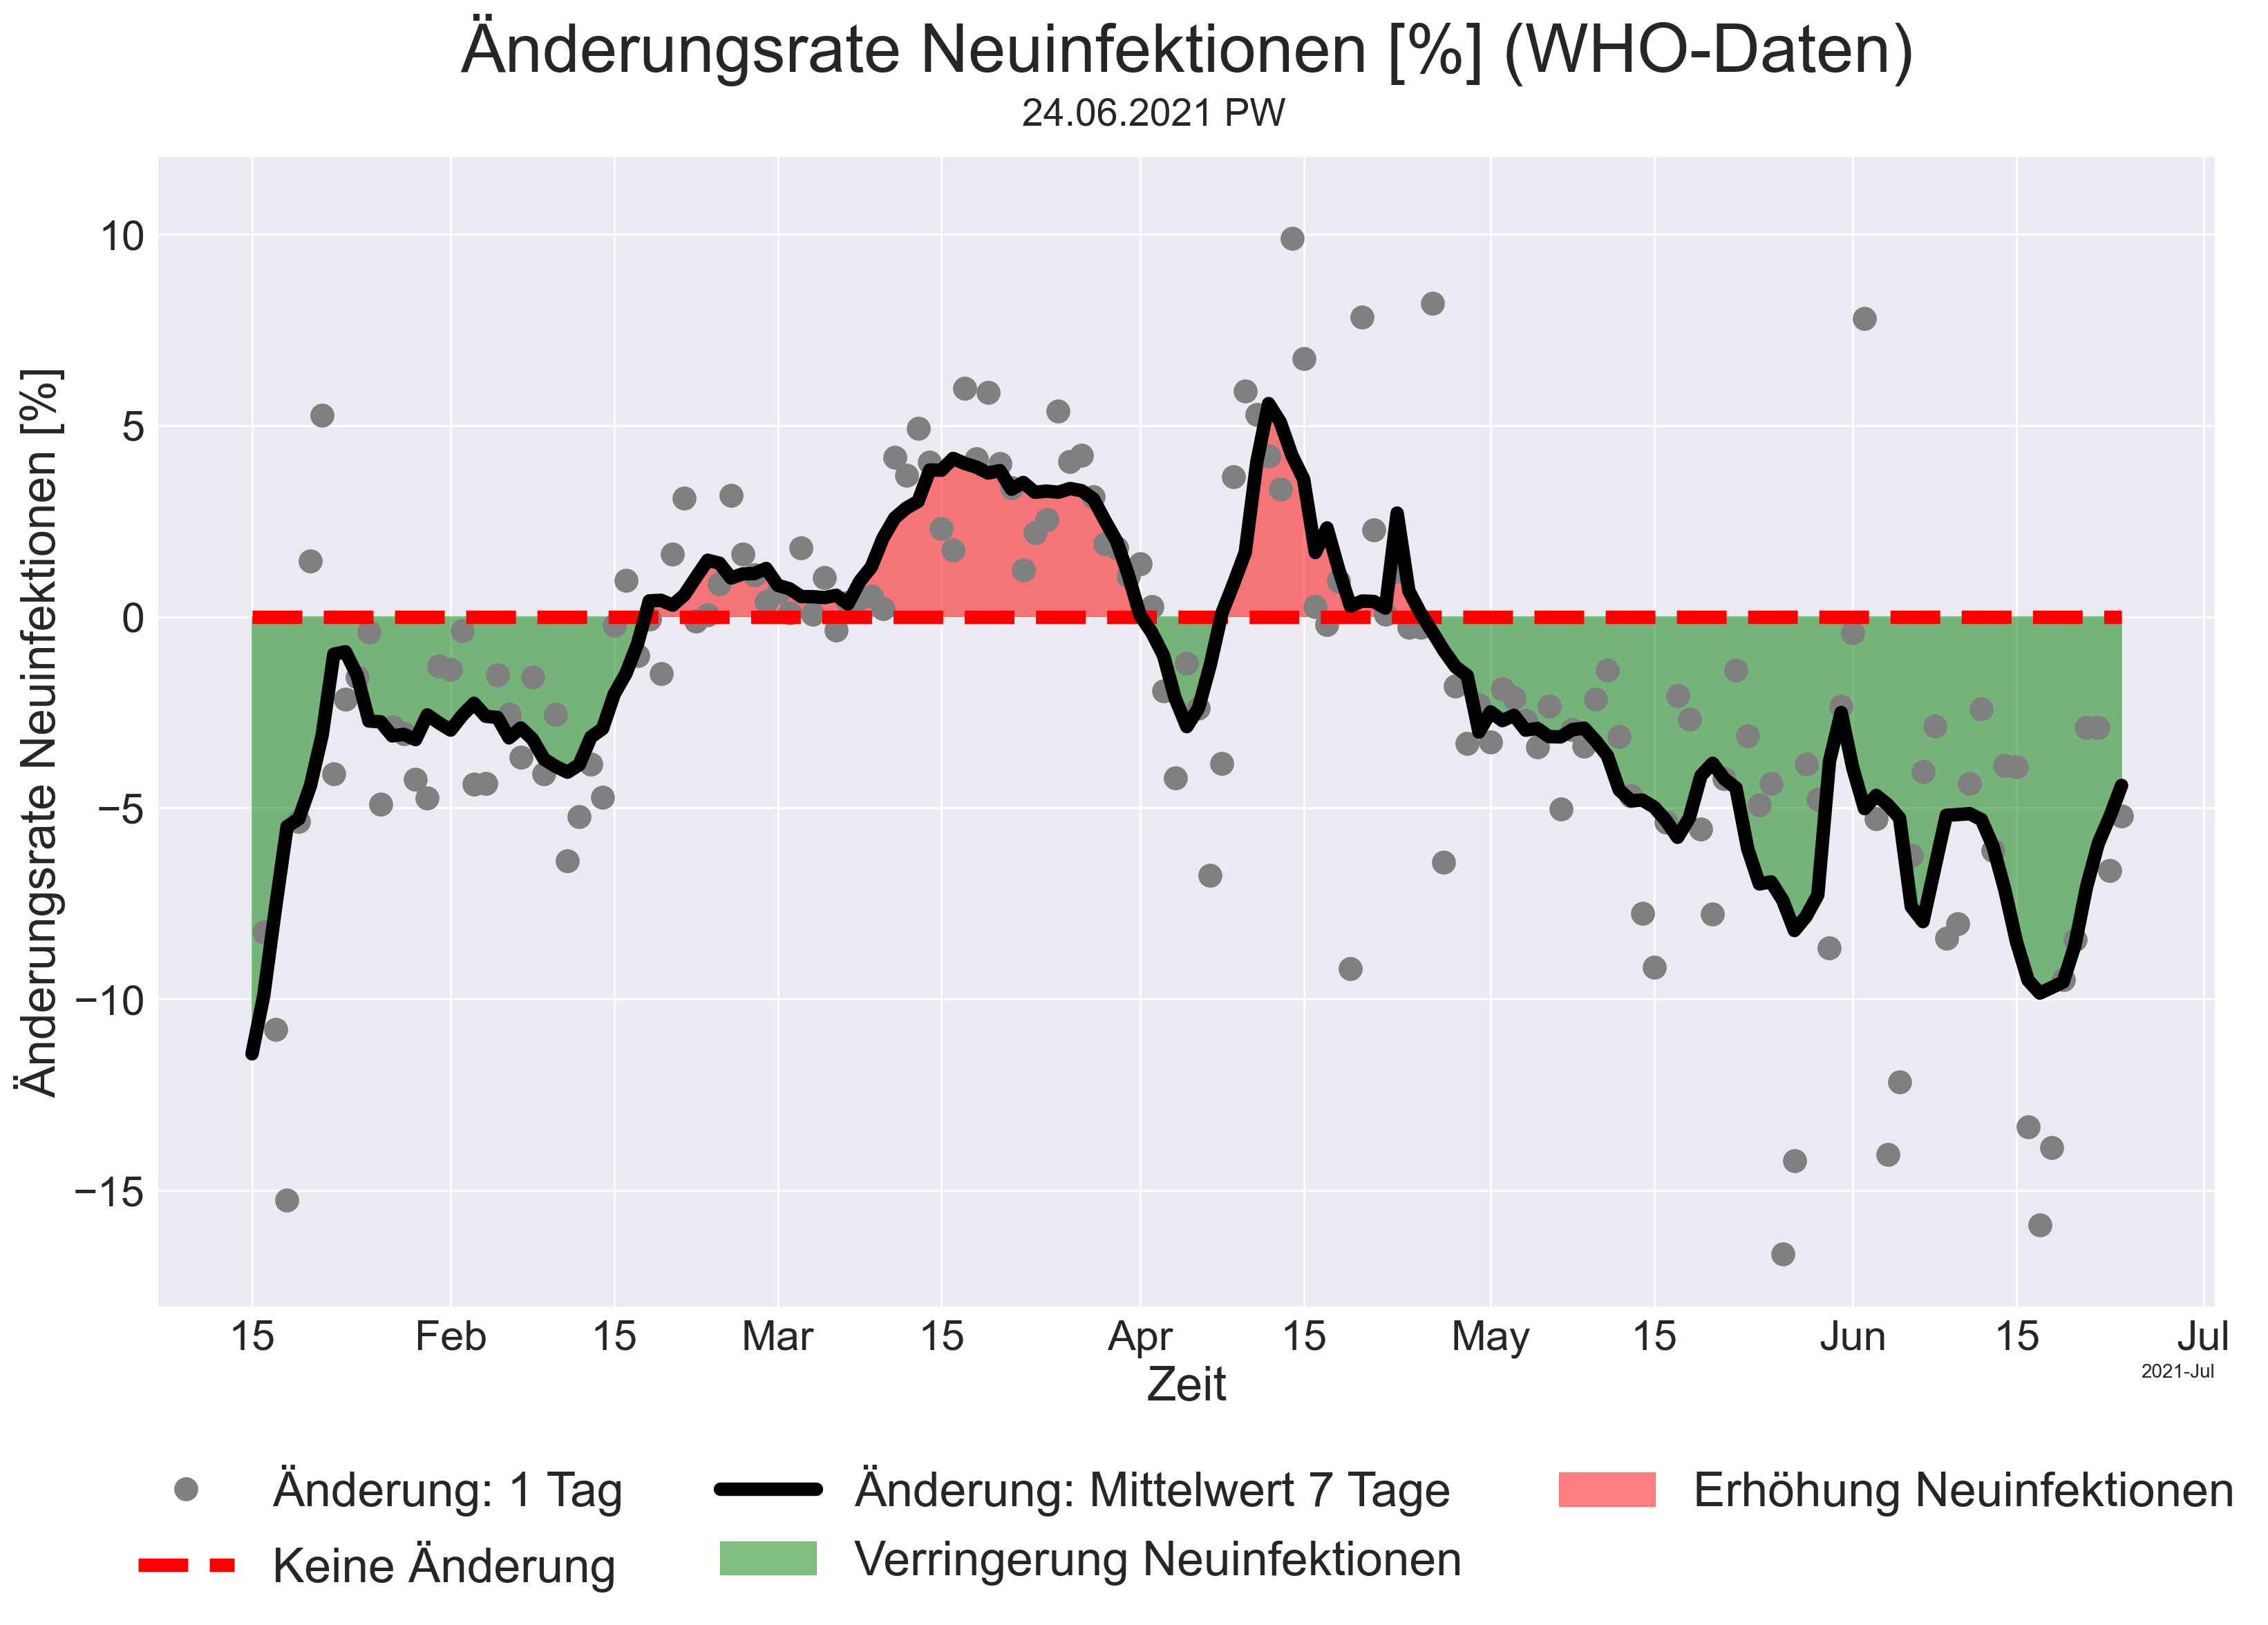 Änderungsrate Neuinfektionen [%] (WHO-Daten)
24.06.2021 PW
Änderungsrate Neuinfektionen [%]
10
5
0
−5
−10
−15
15 Feb 15 Mar 15 Apr 15 May 15 Jun 15 Jul
2021-Jul
Zeit
Änderung: 1 Tag Änderung: Mittelwert 7 Tage Erhöhung Neuinfektionen
Keine Änderung Verringerung Neuinfektionen